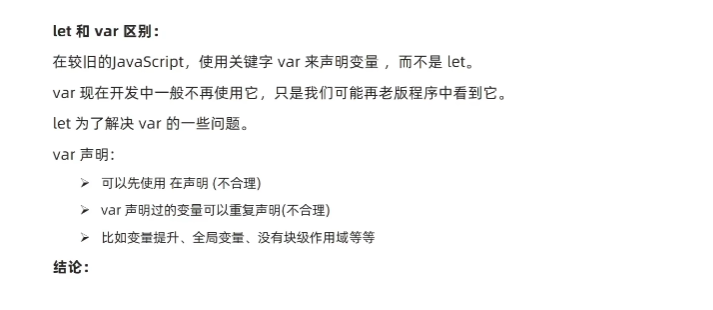 let 和 var 区别：
在较旧的JavaScript，使用关键字 var 来声明变量 ，而不是 let。
var 现在开发中一般不再使用它，只是我们可能再老版程序中看到它。
let 为了解决 var 的一些问题。
var 声明：
➢ 可以先使用 在声明 (不合理)
➢ var 声明过的变量可以重复声明(不合理)
➢ 比如变量提升、全局变量、没有块级作用域等等
结论：